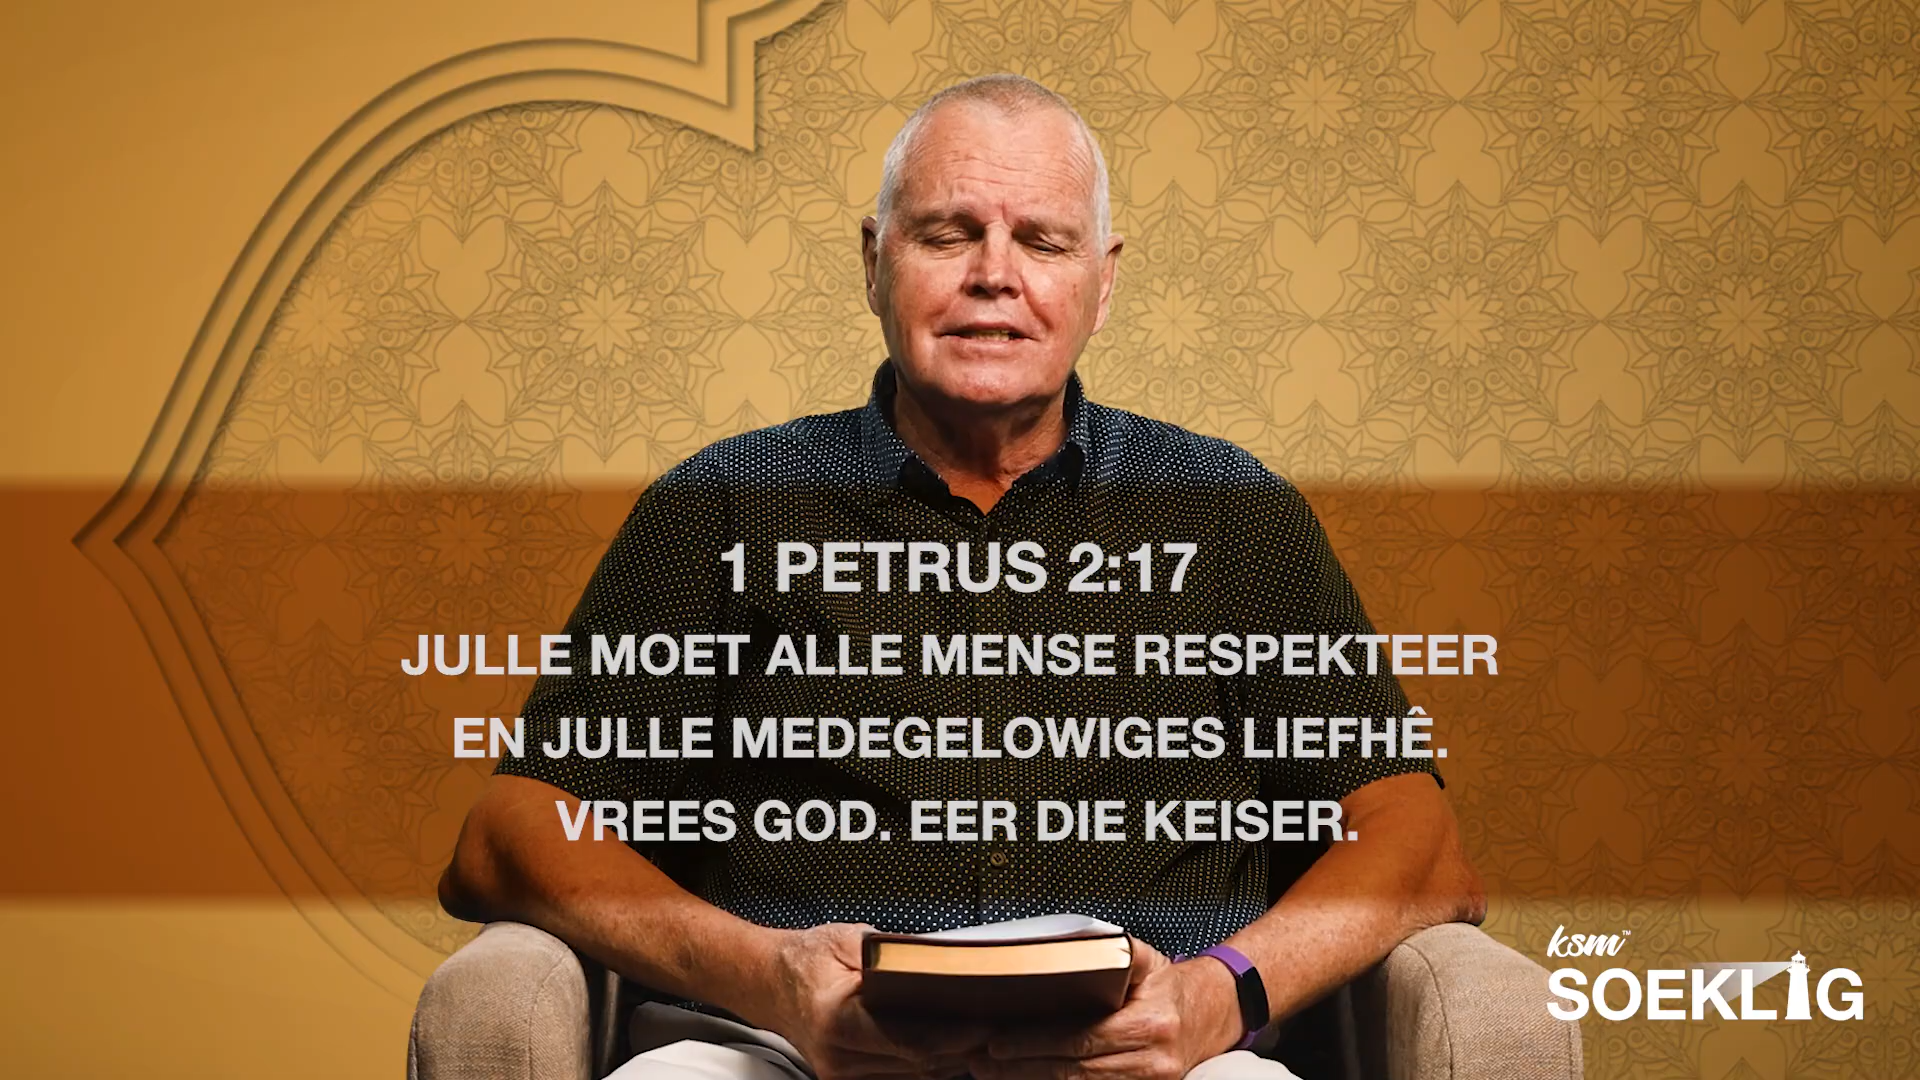 1 PETRUS 2:17
JULLE MOET ALLE MENSE RESPEKTEER
EN JULLE MEDEGELOWIGES LIEFHÊ.
VREES GOD. EER DIE KEISER.
ksm™
SOEKLIG